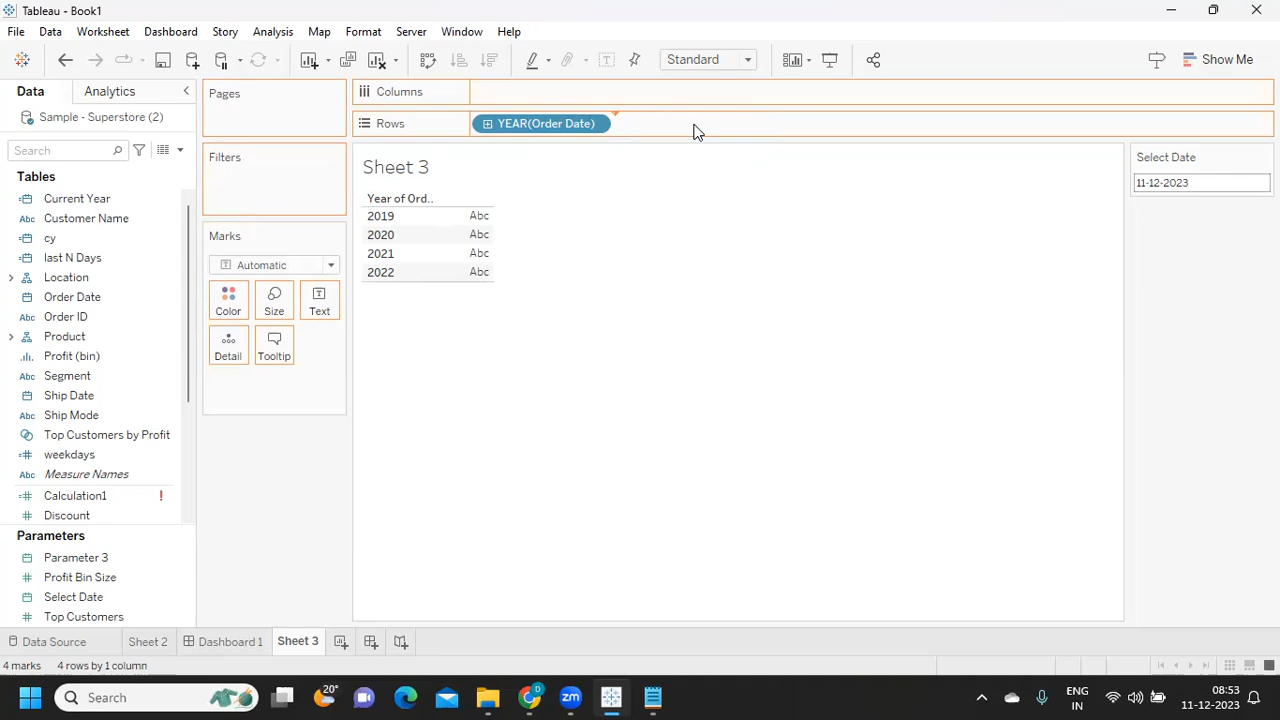 Tableau - Book1
File Data Worksheet Dashboard Story Analysis Map Format Server Window Help
Standard
Show Me
Data Analytics
Sample - Superstore (2)
Search
Tables
Current Year
Abc Customer Name
cy
last N Days
Location
Order Date
Abc Order ID
Product
Profit (bin)
Abc Segment
Ship Date
Abc Ship Mode
Top Customers by Profit
weekdays
Abc Measure Names
Calculation1 !
Discount
Parameters
Parameter 3
Profit Bin Size
Select Date
Top Customers
Pages
Filters
Marks
Automatic
Color Size Text
Detail Tooltip
Columns
Rows YEAR(Order Date)
Sheet 3
Year of Ord..
2019 Abc
2020 Abc
2021 Abc
2022 Abc
Select Date
11-12-2023
Data Source Sheet 2 Dashboard 1 Sheet 3
4 marks 4 rows by 1 column
Search
20°
D
ENG
IN
08:53
11-12-2023